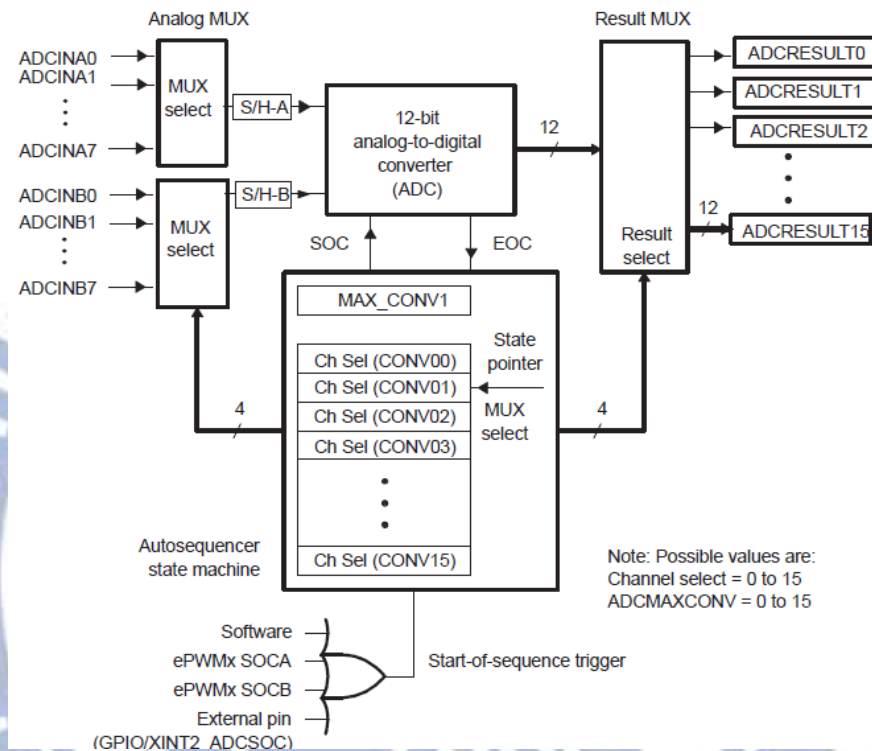 Analog MUX
Result MUX
ADCINA0
ADCINA1
ADCINA7
MUX
select
S/H-A
12-bit
analog-to-digital
converter
(ADC)
12
ADCRESULT0
ADCRESULT1
ADCRESULT2
ADCINB0
ADCINB1
ADCINB7
MUX
select
S/H-B
SOC
EOC
Result
select
12
ADCRESULT15
MAX_CONV1
Ch Sel (CONV00)
Ch Sel (CONV01)
Ch Sel (CONV02)
Ch Sel (CONV03)
Ch Sel (CONV15)
State
pointer
MUX
select
4
4
Autosequencer
state machine
Note: Possible values are:
Channel select = 0 to 15
ADCMAXCONV = 0 to 15
Software
ePWMx SOCA
ePWMx SOCB
External pin
(GPIO/XINT2_ADCSOC)
Start-of-sequence trigger